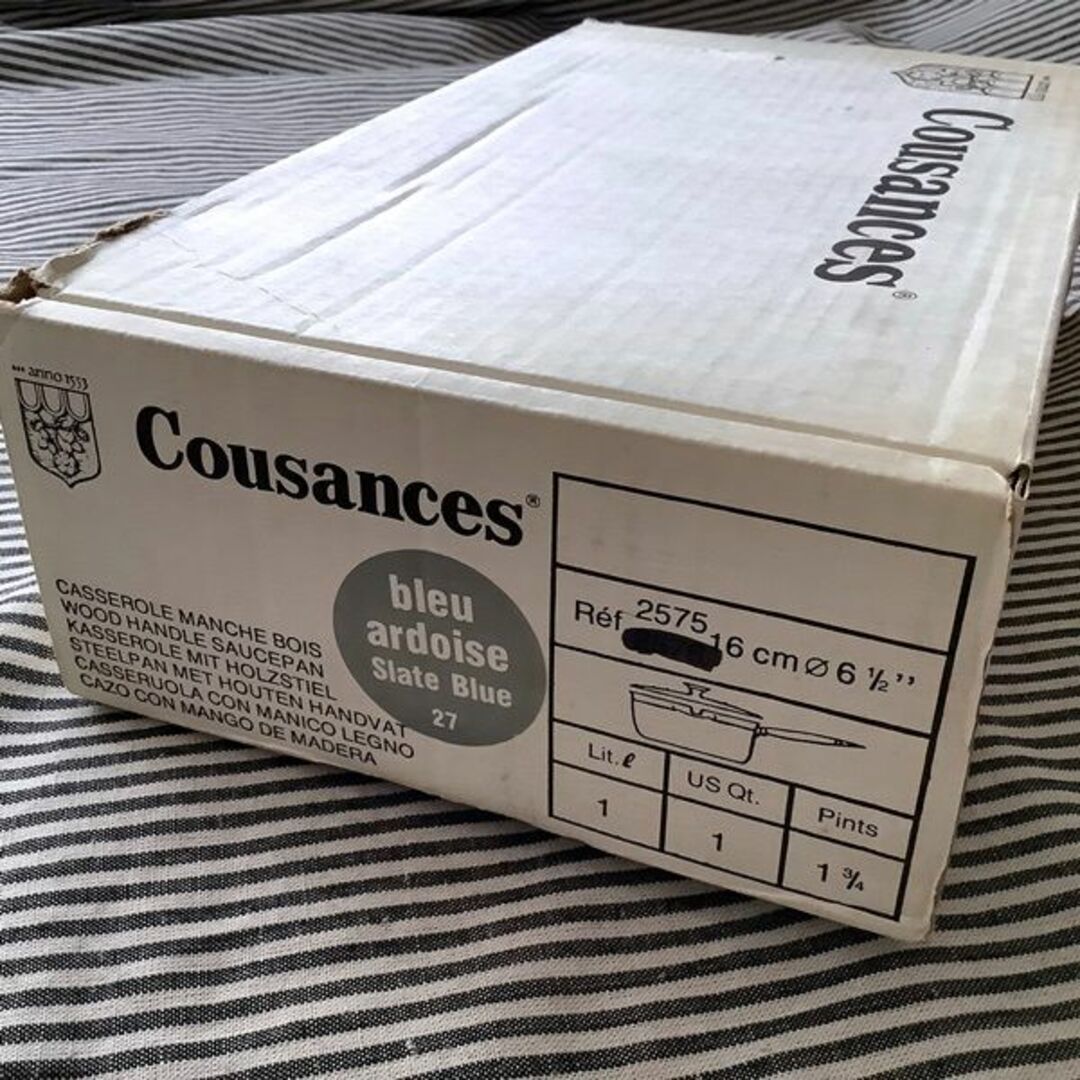 Cousances®
anno 1553
Cousances®
CASSEROLE MANCHE BOIS
WOOD HANDLE SAUCEPAN
KASSEROLE MIT HOLZSTIEL
STEELPAN MET HOUTEN HANDVAT
CASSERUOLA CON MANICO LEGNO
CAZO CON MANGO DE MADERA
bleu
ardoise
Slate Blue
27
Réf 2575 16 cm ⌀ 6 ½’’
Lit. ℓ US Qt. Pints
1 1 1 ¾